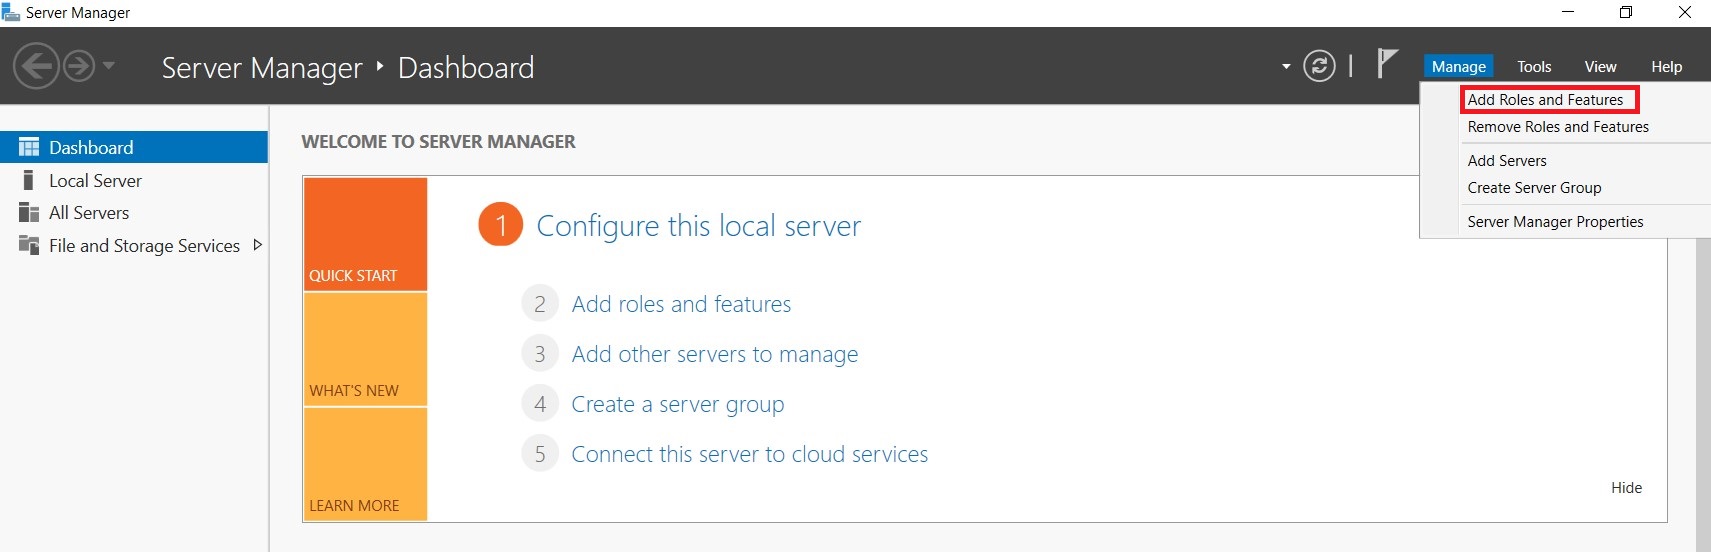 Server Manager
Server Manager ‣ Dashboard
Manage Tools View Help
Add Roles and Features
Remove Roles and Features
Add Servers
Create Server Group
Server Manager Properties
Dashboard
Local Server
All Servers
File and Storage Services
WELCOME TO SERVER MANAGER
QUICK START
WHAT'S NEW
LEARN MORE
1 Configure this local server
2 Add roles and features
3 Add other servers to manage
4 Create a server group
5 Connect this server to cloud services
Hide